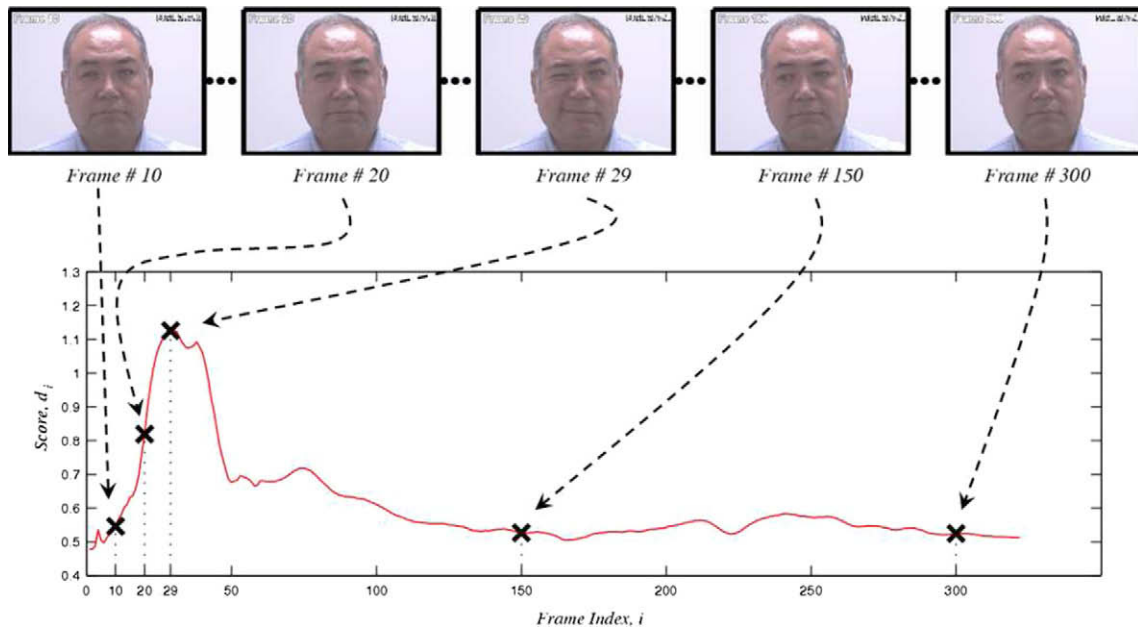 Frame # 10
Frame # 20
Frame # 29
Frame # 150
Frame # 300
1.3
1.2
1.1
1
0.9
0.8
0.7
0.6
0.5
0.4
Score, d i
0 10 20 29 50 100 150 200 250 300
Frame Index, i